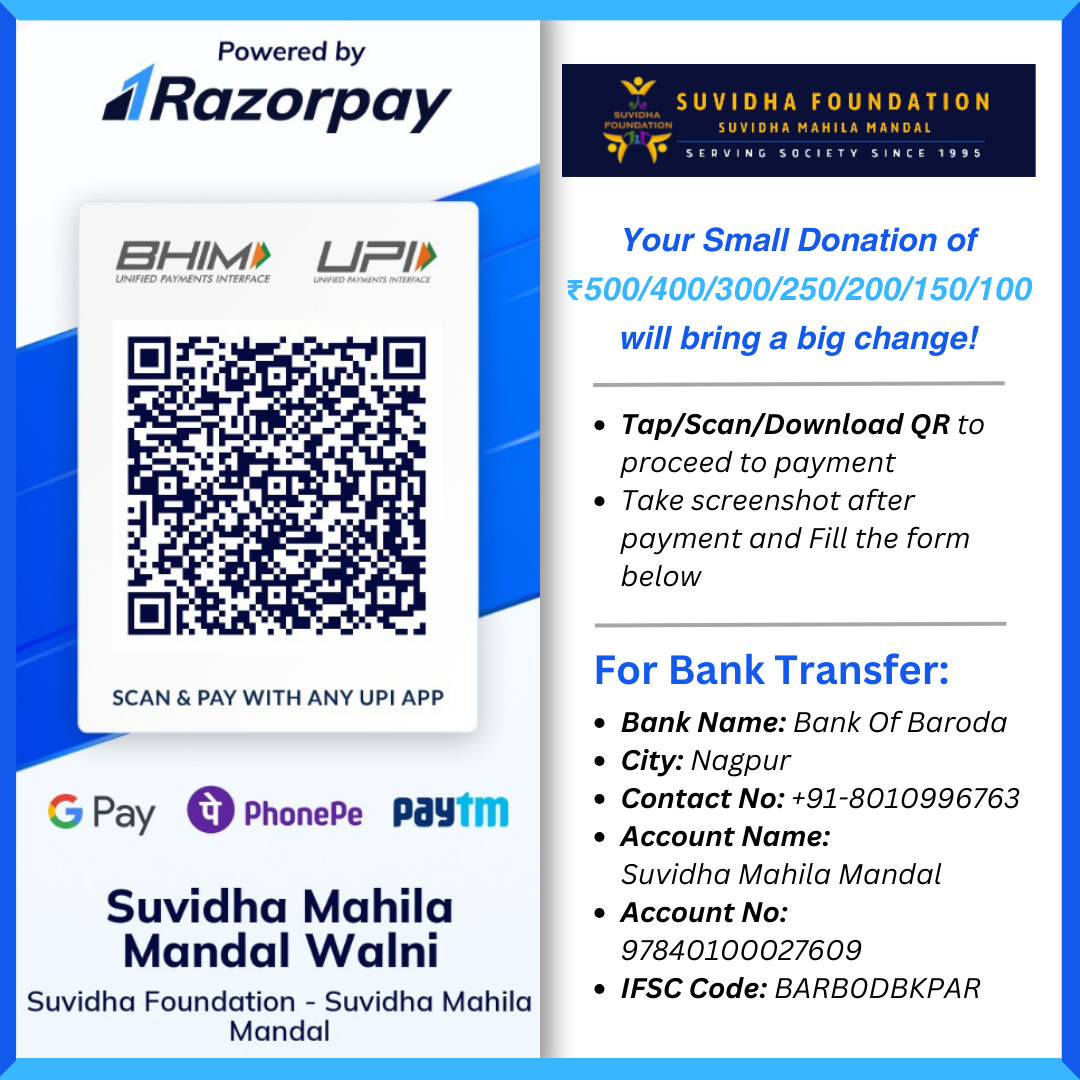 Powered by
Razorpay
BHIM
UNIFIED PAYMENTS INTERFACE
UPI
UNIFIED PAYMENTS INTERFACE
SCAN & PAY WITH ANY UPI APP
G Pay
पे PhonePe
paytm
Suvidha Mahila
Mandal Walni
Suvidha Foundation - Suvidha Mahila
Mandal
SUVIDHA
FOUNDATION
SUVIDHA FOUNDATION
SUVIDHA MAHILA MANDAL
SERVING SOCIETY SINCE 1995
Your Small Donation of
₹500/400/300/250/200/150/100
will bring a big change!
Tap/Scan/Download QR to
proceed to payment
Take screenshot after
payment and Fill the form
below
For Bank Transfer:
Bank Name: Bank Of Baroda
City: Nagpur
Contact No: +91-8010996763
Account Name:
Suvidha Mahila Mandal
Account No:
97840100027609
IFSC Code: BARB0DBKPAR